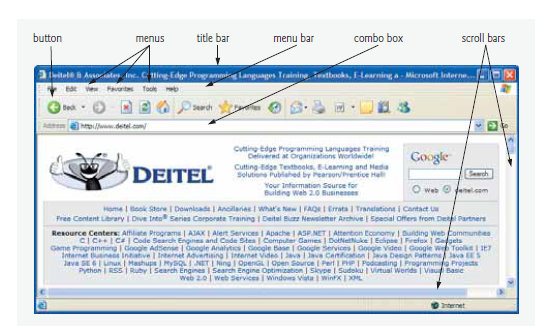 button menus title bar menu bar combo box scroll bars
Deitel® & Associates, Inc. Cutting-Edge Programming Languages Training, Textbooks, E-Learning a - Microsoft Interne...
File Edit View Favorites Tools Help
Back Search Favorites
Address http://www.deitel.com/ Go
DEITEL®
Cutting-Edge Programming Languages Training
Delivered at Organizations Worldwide!
Cutting-Edge Textbooks, E-Learning and Media
Solutions Published by Pearson/Prentice Hall!
Your Information Source for
Building Web 2.0 Businesses
Google
Search
Web deitel.com
Home | Book Store | Downloads | Ancillaries | What's New | FAQs | Errata | Translations | Contact Us
Free Content Library | Dive Into® Series Corporate Training | Deitel Buzz Newsletter Archive | Special Offers from Deitel Partners
Resource Centers: Affiliate Programs | AJAX | Alert Services | Apache | ASP.NET | Attention Economy | Building Web Communities
C | C++ | C# | Code Search Engines and Code Sites | Computer Games | DotNetNuke | Eclipse | Firefox | Gadgets
Game Programming | Google AdSense | Google Analytics | Google Base | Google Services | Google Video | Google Web Toolkit | IE7
Internet Business Initiative | Internet Advertising | Internet Video | Java | Java Certification | Java Design Patterns | Java EE 5
Java SE 6 | Linux | Mashups | MySQL | .NET | Ning | OpenGL | Open Source | Perl | PHP | Podcasting | Programming Projects
Python | RSS | Ruby | Search Engines | Search Engine Optimization | Skype | Sudoku | Virtual Worlds | Visual Basic
Web 2.0 | Web Services | Windows Vista | WinFX | XML
Internet